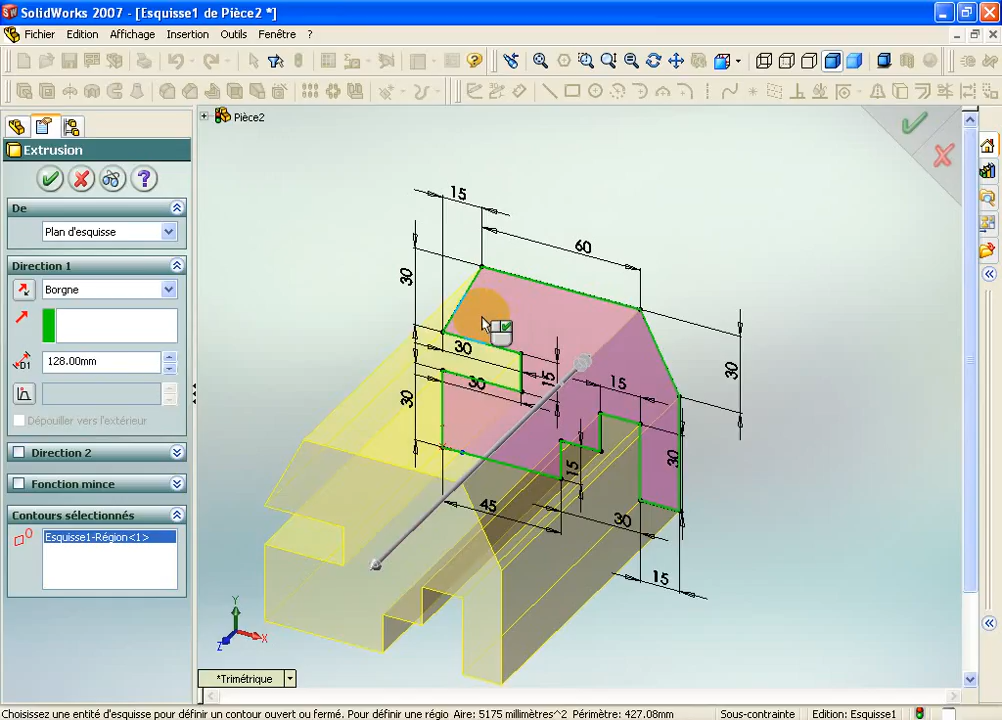 SolidWorks 2007 - [Esquisse1 de Pièce2 *]
Fichier Edition Affichage Insertion Outils Fenêtre ?
Pièce2
Extrusion
De
Plan d'esquisse
Direction 1
Borgne
128.00mm
Dépouiller vers l'extérieur
Direction 2
Fonction mince
Contours sélectionnés
Esquisse1-Région<1>
15
60
30
30
30
15
30
15
30
30
15
45
30
15
Y
X
Z
*Trimétrique
Choisissez une entité d'esquisse pour définir un contour ouvert ou fermé. Pour définir une régio Aire: 5175 millimètres^2 Périmètre: 427.08mm Sous-contrainte Edition: Esquisse1